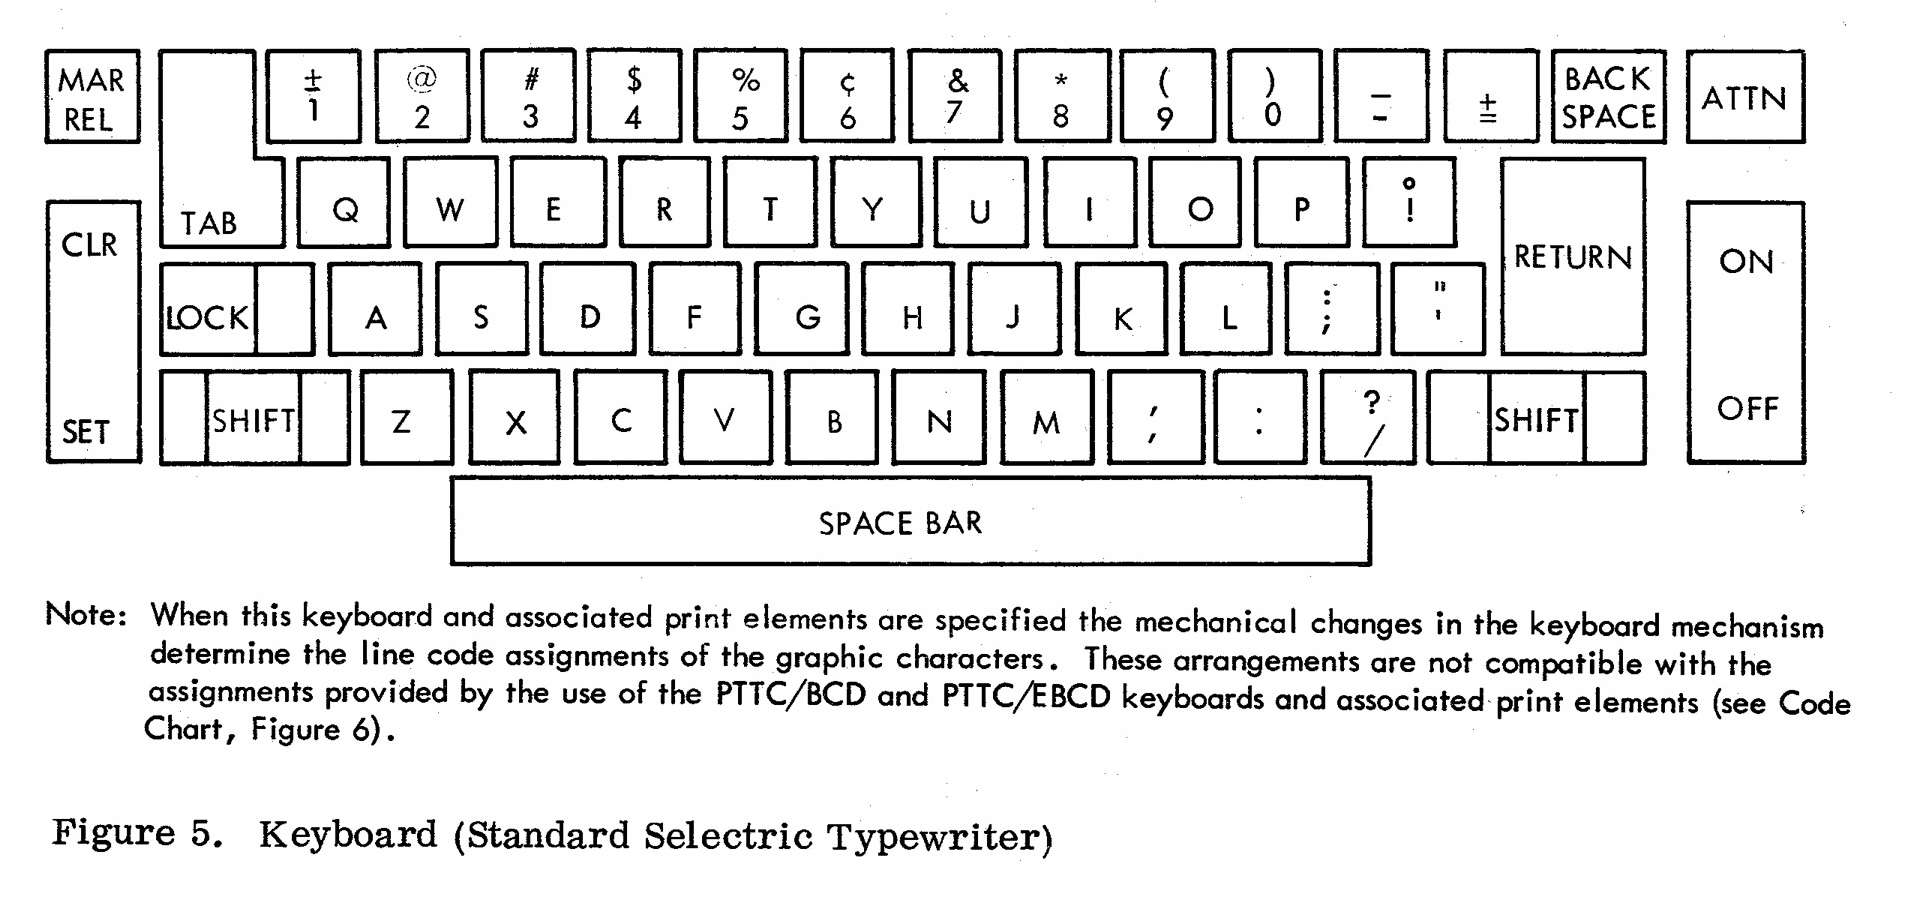 MAR REL TAB ± 1 @ 2 # 3 $ 4 % 5 ¢ 6 & 7 * 8 ( 9 ) 0 _ - + = BACK SPACE ATTN
Q W E R T Y U I O P ° ! RETURN
CLR SET LOCK A S D F G H J K L : ; " ' ON OFF
SHIFT Z X C V B N M , , : ? / SHIFT
SPACE BAR
Note: When this keyboard and associated print elements are specified the mechanical changes in the keyboard mechanism
determine the line code assignments of the graphic characters. These arrangements are not compatible with the
assignments provided by the use of the PTTC/BCD and PTTC/EBCD keyboards and associated print elements (see Code
Chart, Figure 6).
Figure 5. Keyboard (Standard Selectric Typewriter)